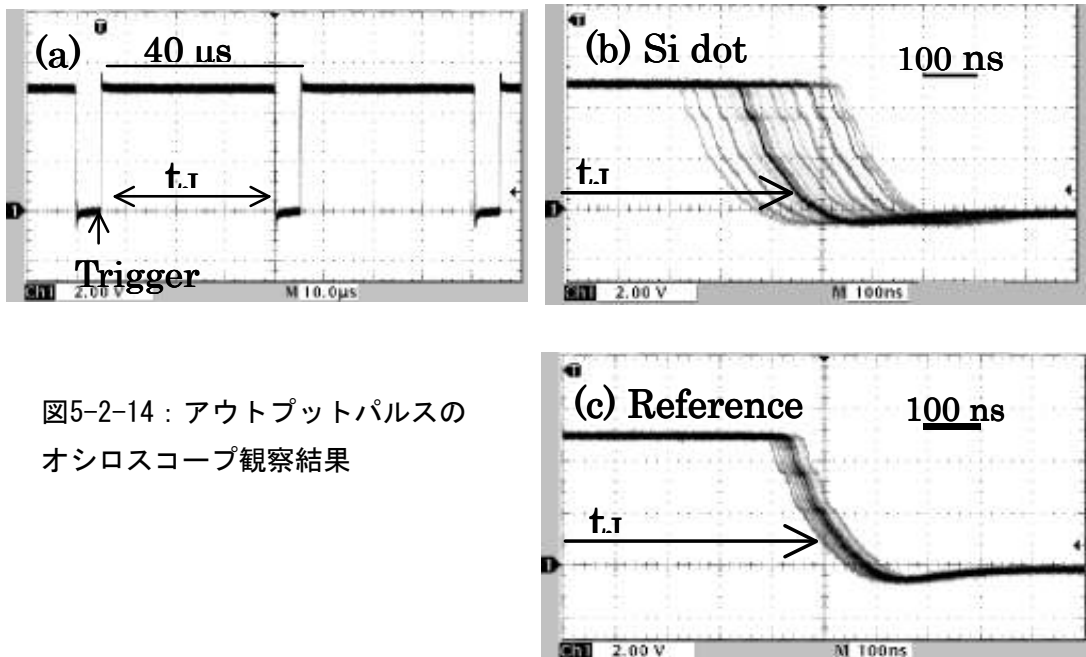 (a)
40 us
Trigger
Ch1 2.00 V M 10.0µs
(b) Si dot
100 ns
Ch1 2.00 V M 100ns
(c) Reference
100 ns
Ch1 2.00 V M 100ns
図5-2-14：アウトプットパルスの
オシロスコープ観察結果